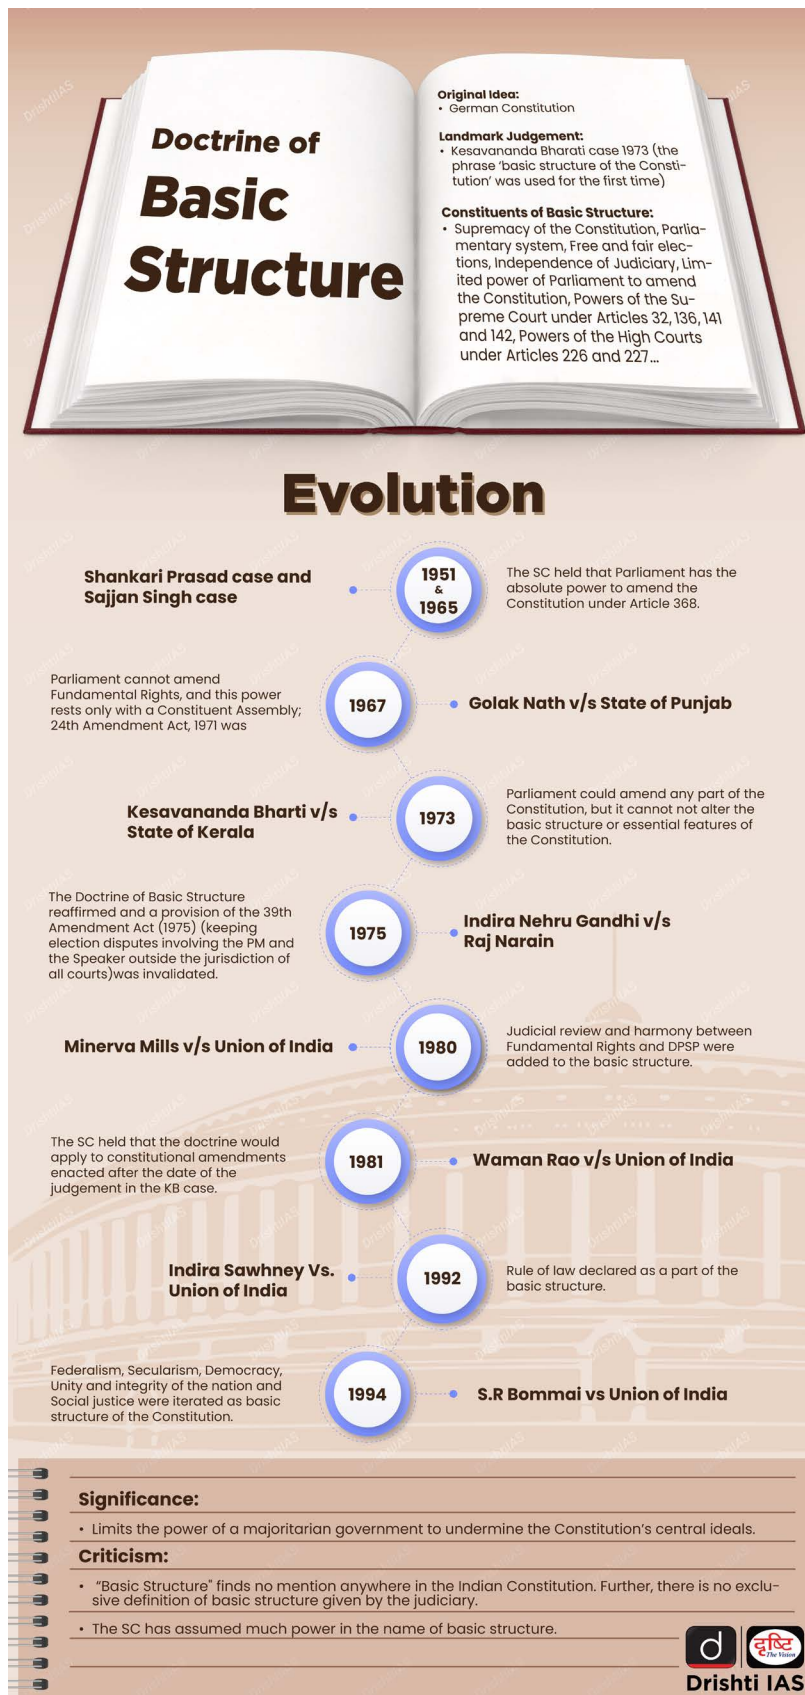 Doctrine of
Basic
Structure
Original Idea:
• German Constitution
Landmark Judgement:
• Kesavananda Bharati case 1973 (the
phrase ‘basic structure of the Consti-
tution’ was used for the first time)
Constituents of Basic Structure:
• Supremacy of the Constitution, Parlia-
mentary system, Free and fair elec-
tions, Independence of Judiciary, Lim-
ited power of Parliament to amend
the Constitution, Powers of the Su-
preme Court under Articles 32, 136, 141
and 142, Powers of the High Courts
under Articles 226 and 227...
Evolution
Shankari Prasad case and
Sajjan Singh case
1951
&
1965
The SC held that Parliament has the
absolute power to amend the
Constitution under Article 368.
Parliament cannot amend
Fundamental Rights, and this power
rests only with a Constituent Assembly;
24th Amendment Act, 1971 was
1967
Golak Nath v/s State of Punjab
Kesavananda Bharti v/s
State of Kerala
1973
Parliament could amend any part of the
Constitution, but it cannot not alter the
basic structure or essential features of
the Constitution.
The Doctrine of Basic Structure
reaffirmed and a provision of the 39th
Amendment Act (1975) (keeping
election disputes involving the PM and
the Speaker outside the jurisdiction of
all courts)was invalidated.
1975
Indira Nehru Gandhi v/s
Raj Narain
Minerva Mills v/s Union of India
1980
Judicial review and harmony between
Fundamental Rights and DPSP were
added to the basic structure.
The SC held that the doctrine would
apply to constitutional amendments
enacted after the date of the
judgement in the KB case.
1981
Waman Rao v/s Union of India
Indira Sawhney Vs.
Union of India
1992
Rule of law declared as a part of the
basic structure.
Federalism, Secularism, Democracy,
Unity and integrity of the nation and
Social justice were iterated as basic
structure of the Constitution.
1994
S.R Bommai vs Union of India
Significance:
• Limits the power of a majoritarian government to undermine the Constitution’s central ideals.
Criticism:
• “Basic Structure" finds no mention anywhere in the Indian Constitution. Further, there is no exclu-
sive definition of basic structure given by the judiciary.
• The SC has assumed much power in the name of basic structure.
d
दृष्टि
The Vision
Drishti IAS